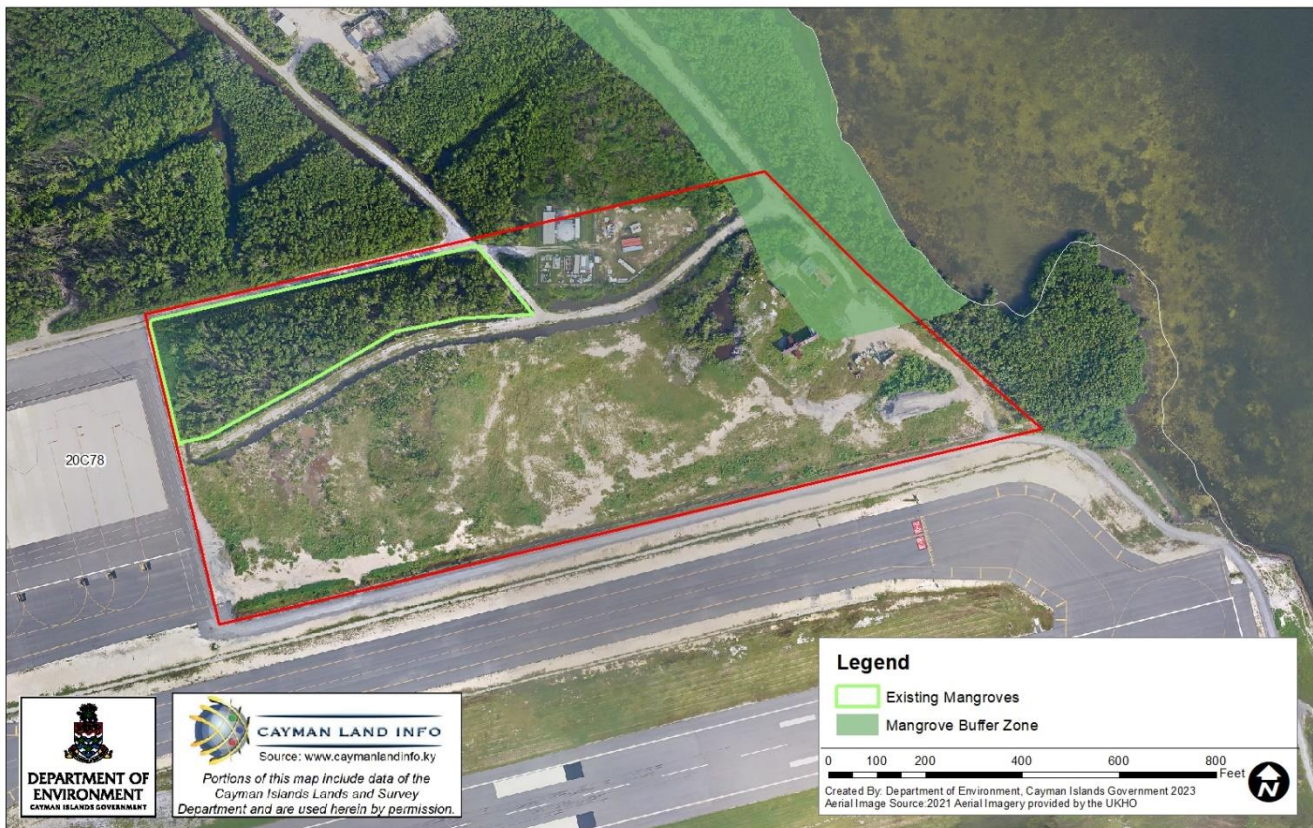 20C78
Legend
Existing Mangroves
Mangrove Buffer Zone
0 100 200 400 600 800
Feet
N
Created By: Department of Environment, Cayman Islands Government 2023
Aerial Image Source:2021 Aerial Imagery provided by the UKHO
DEPARTMENT OF
ENVIRONMENT
CAYMAN ISLANDS GOVERNMENT
CAYMAN LAND INFO
Source: www.caymanlandinfo.ky
Portions of this map include data of the
Cayman Islands Lands and Survey
Department and are used herein by permission.